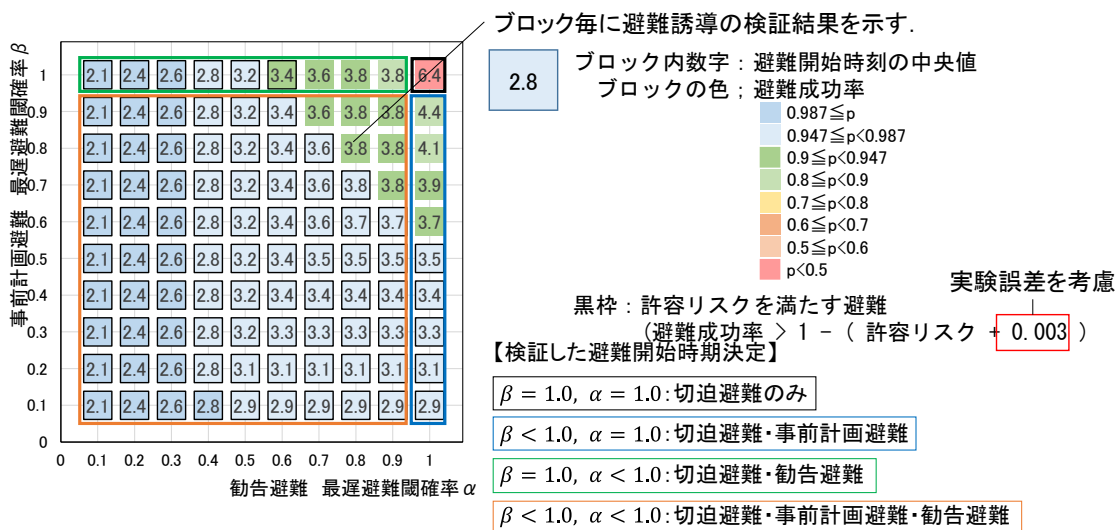 ブロック毎に避難誘導の検証結果を示す.
2.8
ブロック内数字：避難開始時刻の中央値
ブロックの色；避難成功率
0.987≦p
0.947≦p<0.987
0.9≦p<0.947
0.8≦p<0.9
0.7≦p<0.8
0.6≦p<0.7
0.5≦p<0.6
p<0.5
実験誤差を考慮
黒枠：許容リスクを満たす避難
(避難成功率 > 1 - ( 許容リスク + 0.003 )
【検証した避難開始時期決定】
β = 1.0, α = 1.0:切迫避難のみ
β < 1.0, α = 1.0:切迫避難・事前計画避難
β = 1.0, α < 1.0:切迫避難・勧告避難
β < 1.0, α < 1.0:切迫避難・事前計画避難・勧告避難
事前計画避難 最遅避難閾確率 β
1 2.1 2.4 2.6 2.8 3.2 3.4 3.6 3.8 3.8 6.4
0.9 2.1 2.4 2.6 2.8 3.2 3.4 3.6 3.8 3.8 4.4
0.8 2.1 2.4 2.6 2.8 3.2 3.4 3.6 3.8 3.8 4.1
0.7 2.1 2.4 2.6 2.8 3.2 3.4 3.6 3.8 3.8 3.9
0.6 2.1 2.4 2.6 2.8 3.2 3.4 3.6 3.7 3.7 3.7
0.5 2.1 2.4 2.6 2.8 3.2 3.4 3.5 3.5 3.5 3.5
0.4 2.1 2.4 2.6 2.8 3.2 3.4 3.4 3.4 3.4 3.4
0.3 2.1 2.4 2.6 2.8 3.2 3.3 3.3 3.3 3.3 3.3
0.2 2.1 2.4 2.6 2.8 3.1 3.1 3.1 3.1 3.1 3.1
0.1 2.1 2.4 2.6 2.8 2.9 2.9 2.9 2.9 2.9 2.9
0
0 0.1 0.2 0.3 0.4 0.5 0.6 0.7 0.8 0.9 1
勧告避難 最遅避難閾確率 α